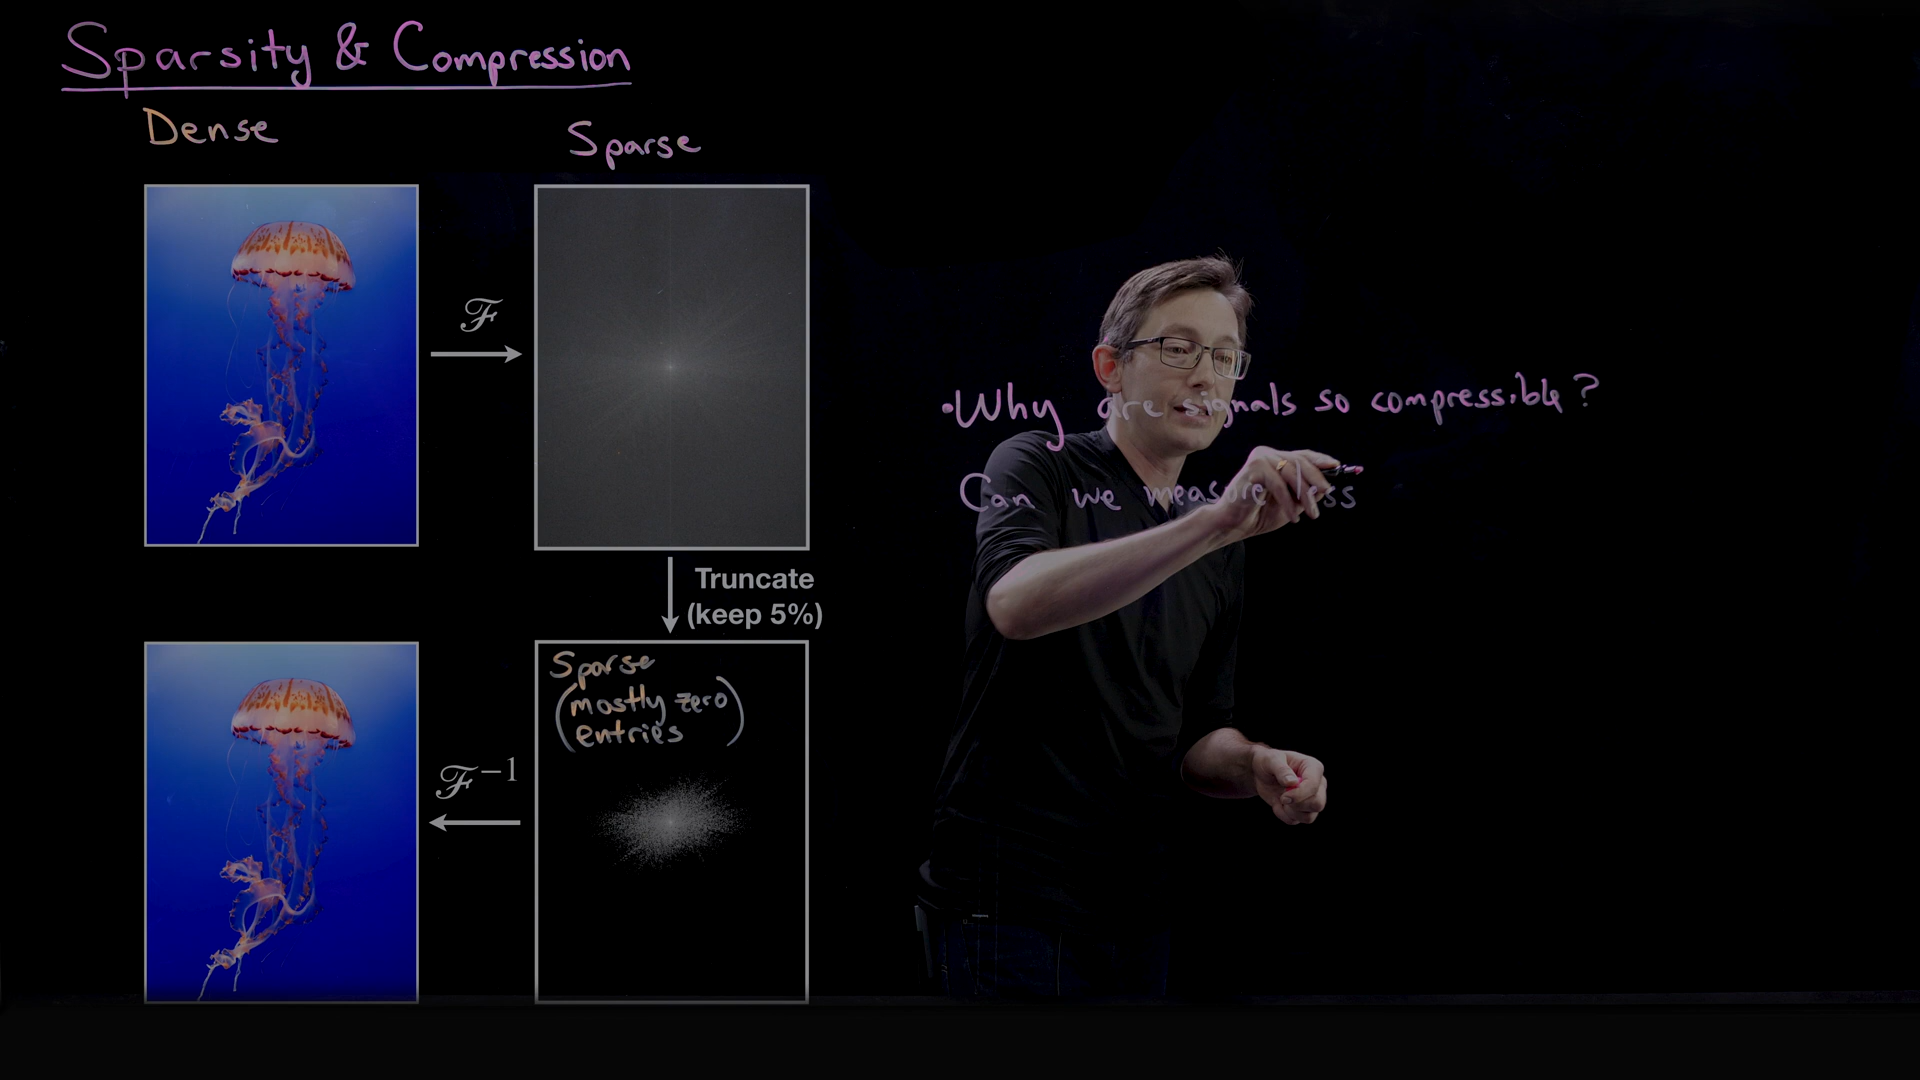 Sparsity & Compression
Dense
Sparse
ℱ
Truncate
(keep 5%)
Sparse
(mostly zero
entries)
ℱ⁻¹
•Why are signals so compressible?
Can we measure less